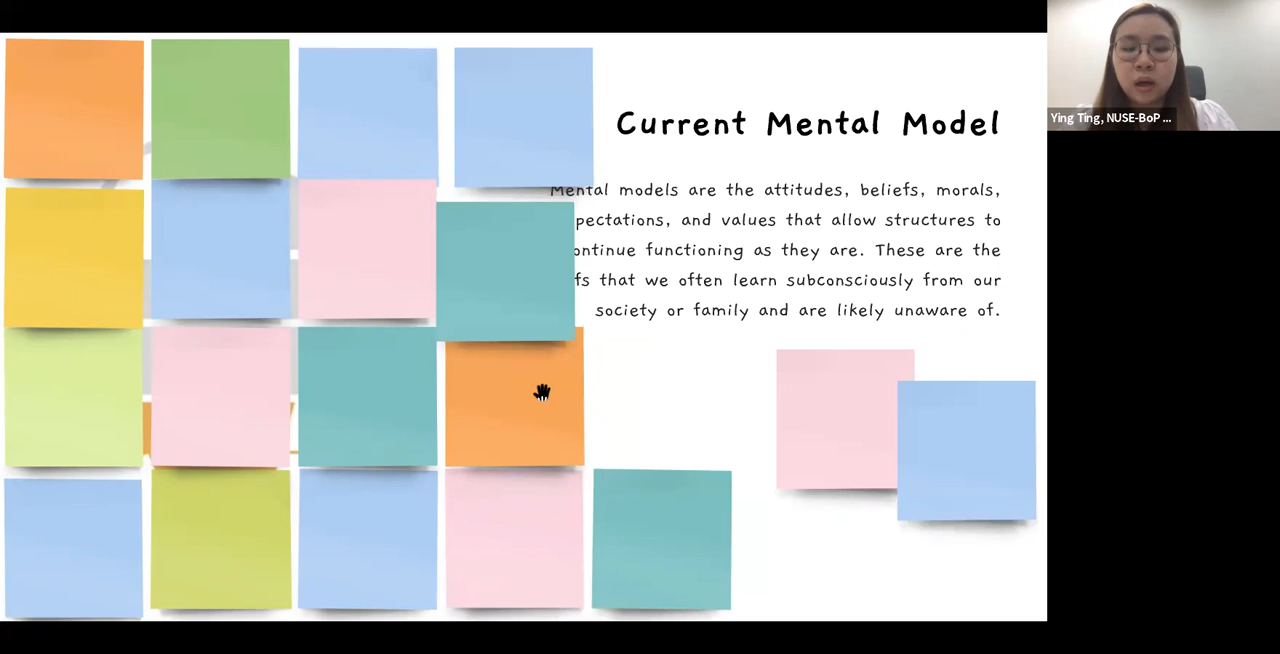 Current Mental Model
Mental models are the attitudes, beliefs, morals,
pectations, and values that allow structures to
ontinue functioning as they are. These are the
fs that we often learn subconsciously from our
society or family and are likely unaware of.
Ying Ting, NUSE-BoP ...